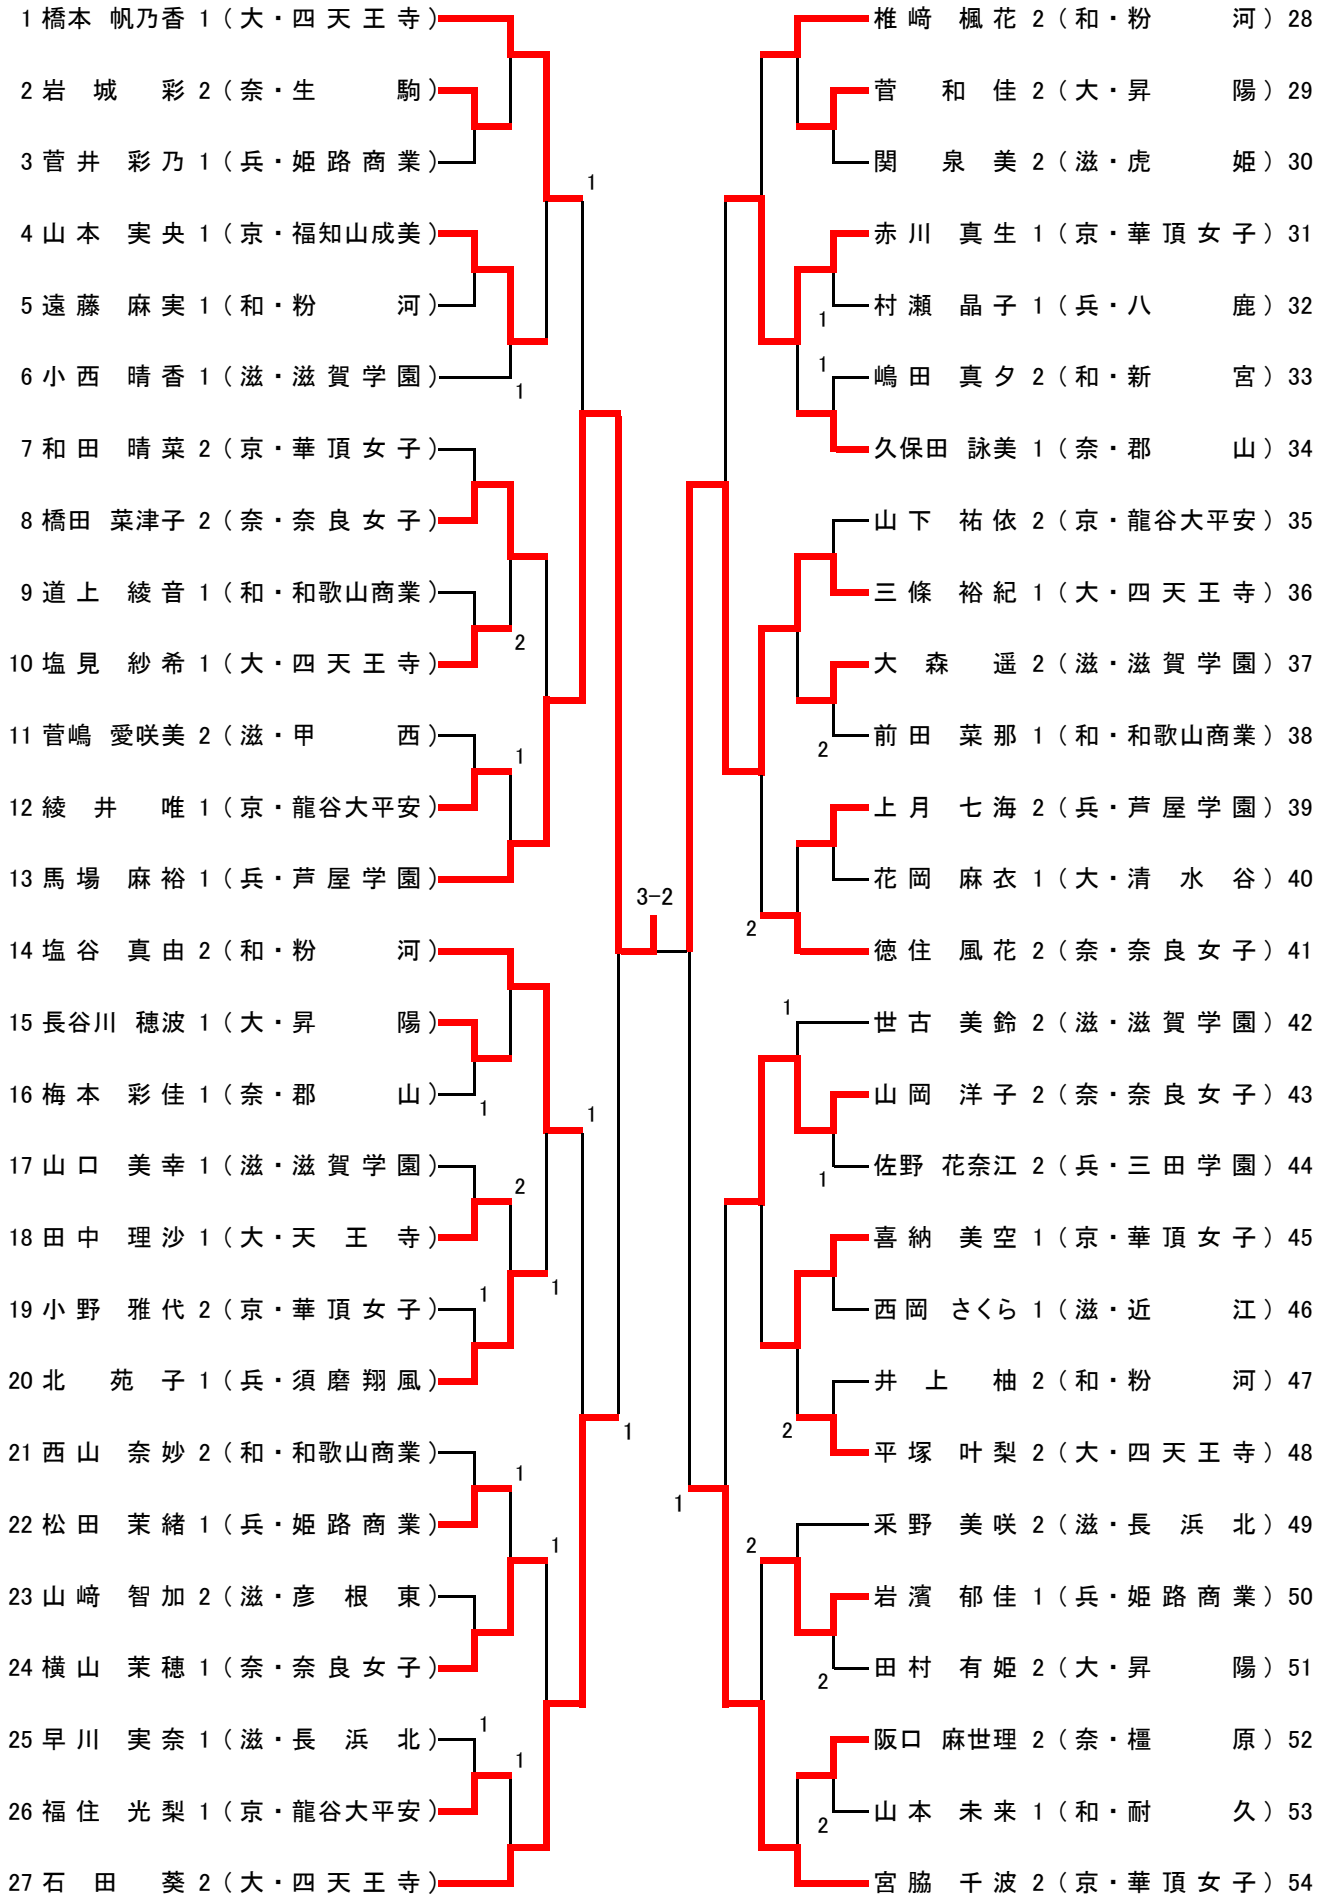 1 橋本 帆乃香 1 (大・四天王寺)
2 岩城 彩 2 (奈・生駒)
3 菅井 彩乃 1 (兵・姫路商業)
1
4 山本 実央 1 (京・福知山成美)
5 遠藤 麻実 1 (和・粉河)
6 小西 晴香 1 (滋・滋賀学園)
1
7 和田 晴菜 2 (京・華頂女子)
8 橋田 菜津子 2 (奈・奈良女子)
9 道上 綾音 1 (和・和歌山商業)
2
10 塩見 紗希 1 (大・四天王寺)
11 菅嶋 愛咲美 2 (滋・甲西)
1
12 綾井 唯 1 (京・龍谷大平安)
13 馬場 麻裕 1 (兵・芦屋学園)
14 塩谷 真由 2 (和・粉河)
15 長谷川 穂波 1 (大・昇陽)
16 梅本 彩佳 1 (奈・郡山)
1
1
17 山口 美幸 1 (滋・滋賀学園)
2
18 田中 理沙 1 (大・天王寺)
1
1
19 小野 雅代 2 (京・華頂女子)
20 北 苑子 1 (兵・須磨翔風)
1
21 西山 奈妙 2 (和・和歌山商業)
1
22 松田 茉緒 1 (兵・姫路商業)
1
23 山﨑 智加 2 (滋・彦根東)
24 横山 茉穂 1 (奈・奈良女子)
1
25 早川 実奈 1 (滋・長浜北)
1
26 福住 光梨 1 (京・龍谷大平安)
27 石田 葵 2 (大・四天王寺)
3-2
椎﨑 楓花 2 (和・粉河) 28
菅 和佳 2 (大・昇陽) 29
関 泉美 2 (滋・虎姫) 30
赤川 真生 1 (京・華頂女子) 31
村瀬 晶子 1 (兵・八鹿) 32
1
1
嶋田 真夕 2 (和・新宮) 33
久保田 詠美 1 (奈・郡山) 34
山下 祐依 2 (京・龍谷大平安) 35
三條 裕紀 1 (大・四天王寺) 36
大森 遥 2 (滋・滋賀学園) 37
前田 菜那 1 (和・和歌山商業) 38
2
上月 七海 2 (兵・芦屋学園) 39
花岡 麻衣 1 (大・清水谷) 40
2
徳住 風花 2 (奈・奈良女子) 41
1
世古 美鈴 2 (滋・滋賀学園) 42
山岡 洋子 2 (奈・奈良女子) 43
佐野 花奈江 2 (兵・三田学園) 44
1
喜納 美空 1 (京・華頂女子) 45
西岡 さくら 1 (滋・近江) 46
井上 柚 2 (和・粉河) 47
2
平塚 叶梨 2 (大・四天王寺) 48
1
釆野 美咲 2 (滋・長浜北) 49
2
岩濱 郁佳 1 (兵・姫路商業) 50
田村 有姫 2 (大・昇陽) 51
2
阪口 麻世理 2 (奈・橿原) 52
山本 未来 1 (和・耐久) 53
2
宮脇 千波 2 (京・華頂女子) 54